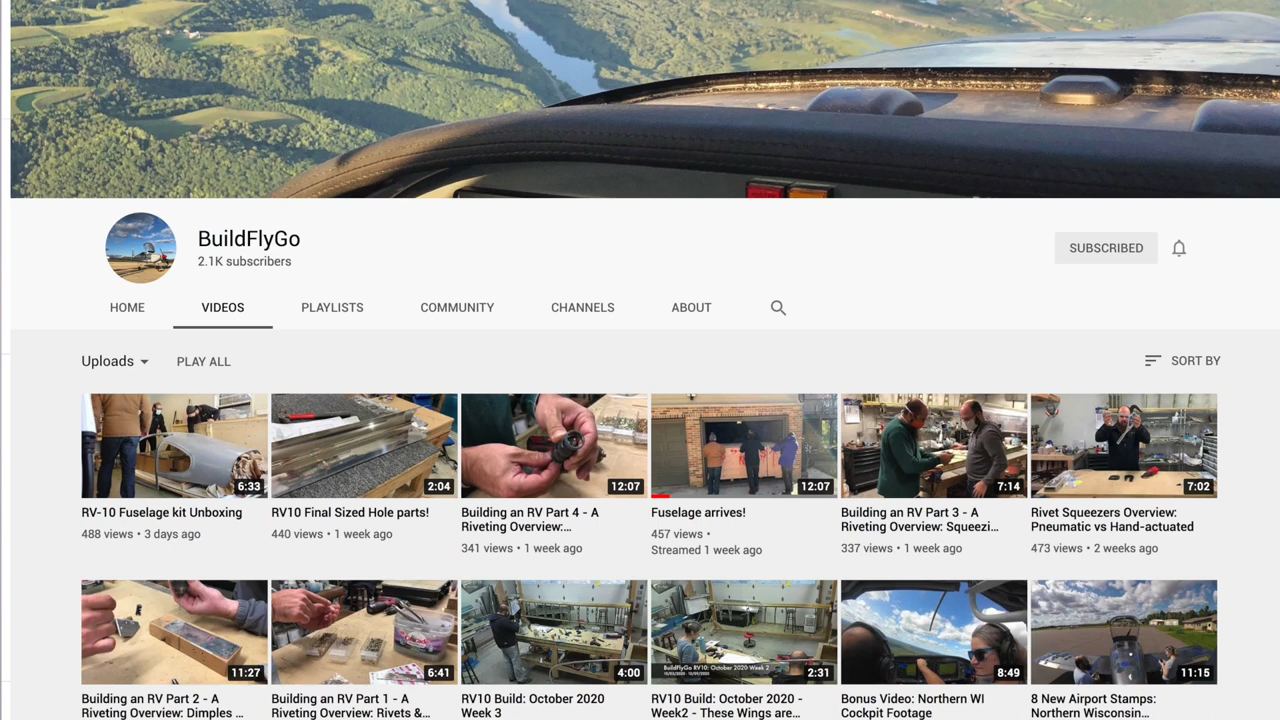 BuildFlyGo
2.1K subscribers
SUBSCRIBED
HOME VIDEOS PLAYLISTS COMMUNITY CHANNELS ABOUT
Uploads PLAY ALL SORT BY
6:33
2:04
12:07
12:07
7:14
7:02
RV-10 Fuselage kit Unboxing
488 views • 3 days ago
RV10 Final Sized Hole parts!
440 views • 1 week ago
Building an RV Part 4 - A
Riveting Overview:...
341 views • 1 week ago
Fuselage arrives!
457 views •
Streamed 1 week ago
Building an RV Part 3 - A
Riveting Overview: Squeezi...
337 views • 1 week ago
Rivet Squeezers Overview:
Pneumatic vs Hand-actuated
473 views • 2 weeks ago
11:27
6:41
4:00
BuildFlyGo RV10: October 2020 Week 2
2:31
8:49
11:15
Building an RV Part 2 - A
Riveting Overview: Dimples ...
Building an RV Part 1 - A
Riveting Overview: Rivets &...
RV10 Build: October 2020
Week 3
RV10 Build: October 2020 -
Week2 - These Wings are...
Bonus Video: Northern WI
Cockpit Footage
8 New Airport Stamps:
Northern Wisconsin...